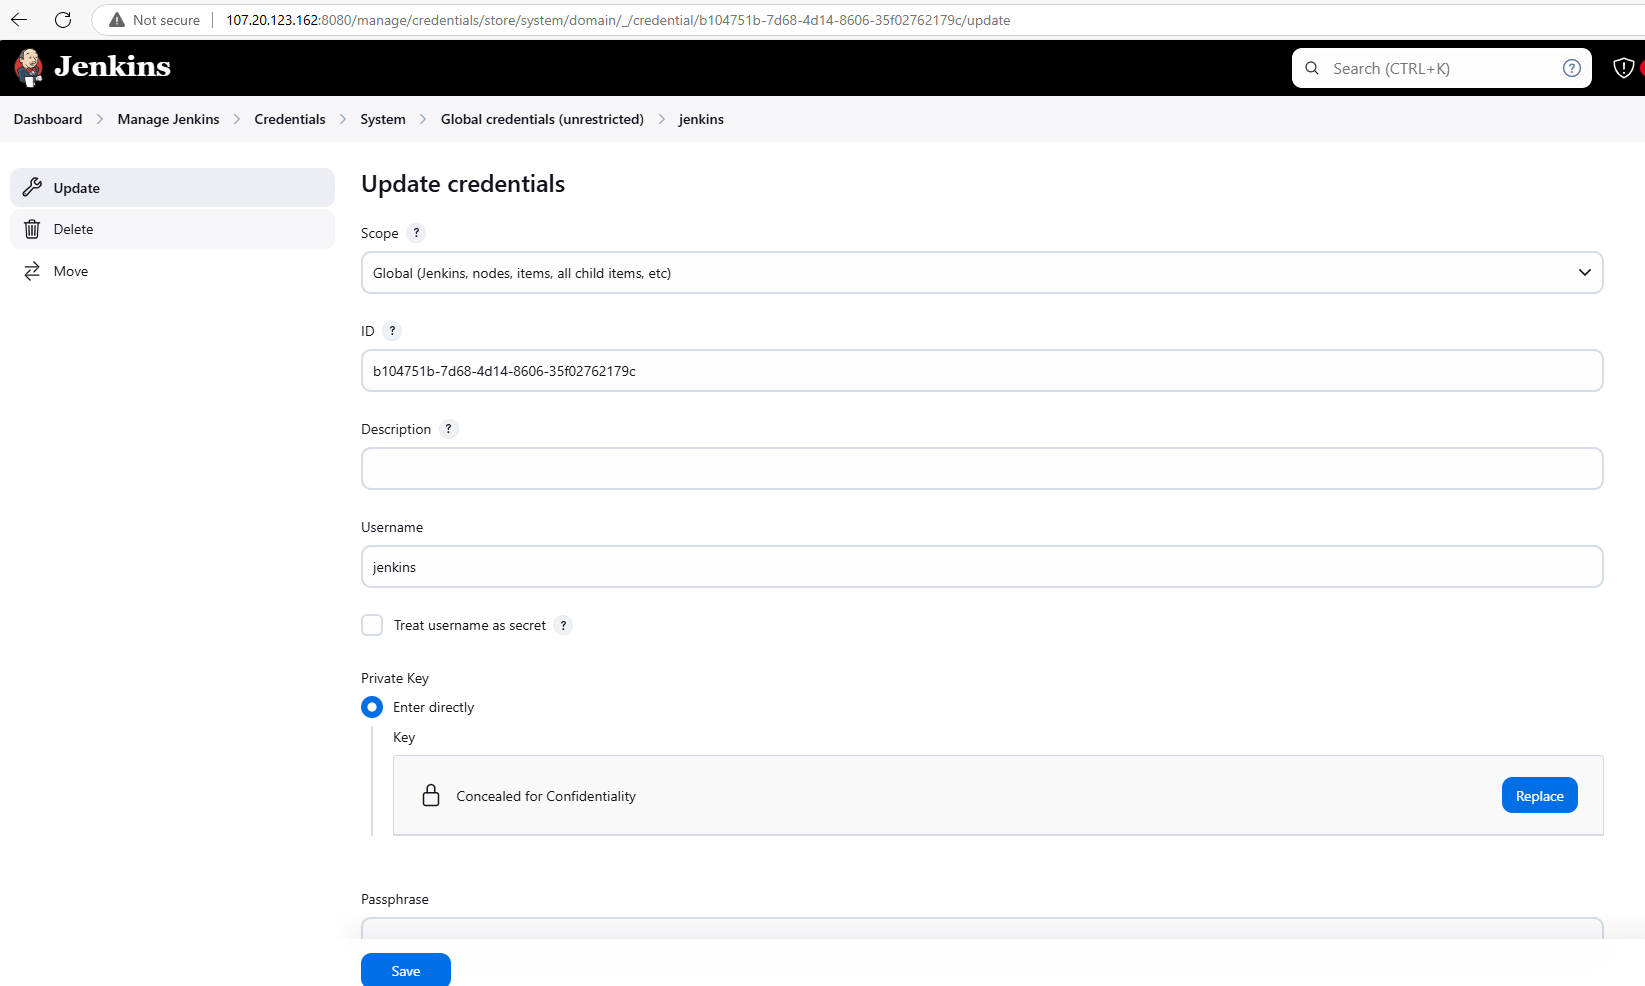 Not secure
107.20.123.162:8080/manage/credentials/store/system/domain/_/credential/b104751b-7d68-4d14-8606-35f02762179c/update
Jenkins
Search (CTRL+K)
?
Dashboard > Manage Jenkins > Credentials > System > Global credentials (unrestricted) > jenkins
Update
Delete
Move
Update credentials
Scope ?
Global (Jenkins, nodes, items, all child items, etc)
ID ?
b104751b-7d68-4d14-8606-35f02762179c
Description ?
Username
jenkins
Treat username as secret ?
Private Key
Enter directly
Key
Concealed for Confidentiality
Replace
Passphrase
Save